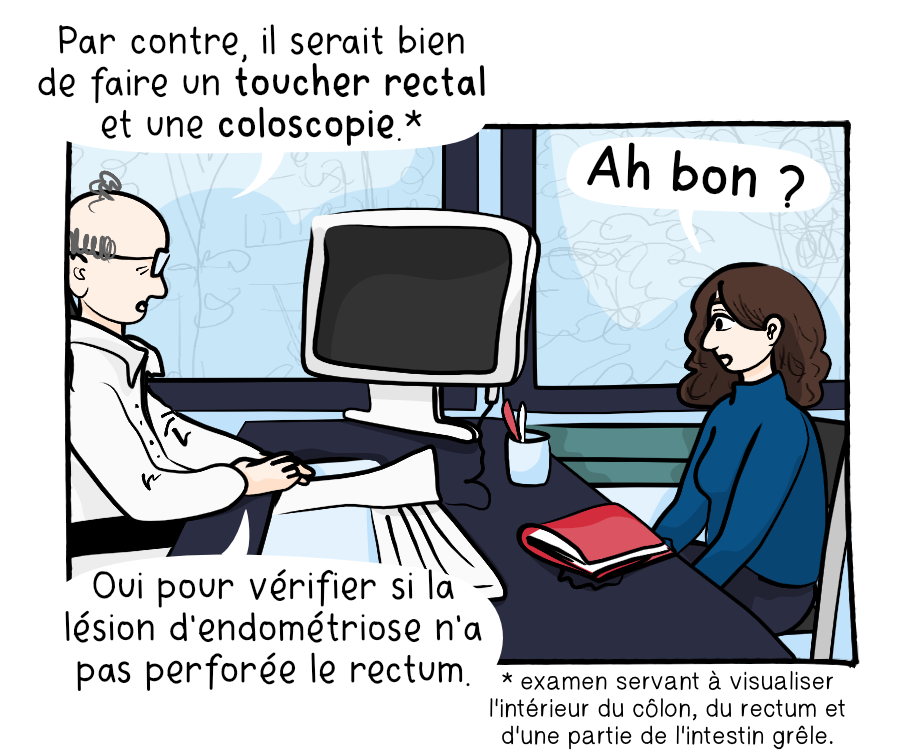 Par contre, il serait bien
de faire un toucher rectal
et une coloscopie.*
Ah bon ?
Oui pour vérifier si la
lésion d'endométriose n'a
pas perforée le rectum.
* examen servant à visualiser
l'intérieur du côlon, du rectum et
d'une partie de l'intestin grêle.